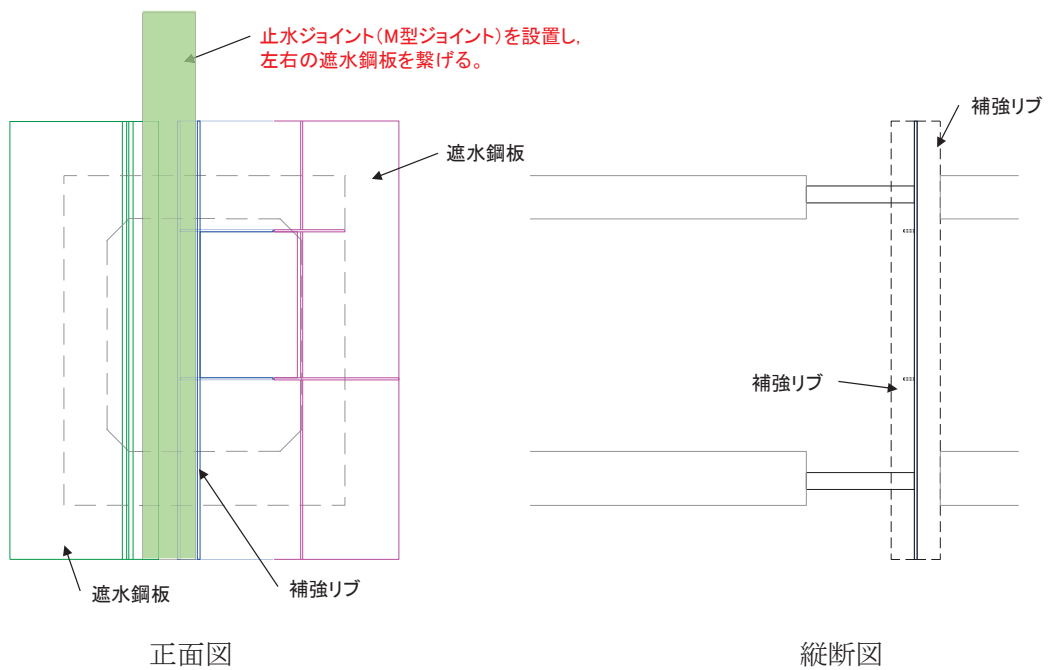 止水ジョイント(M型ジョイント)を設置し,
左右の遮水鋼板を繋げる。
補強リブ
遮水鋼板
補強リブ
遮水鋼板
補強リブ
正面図
縦断図